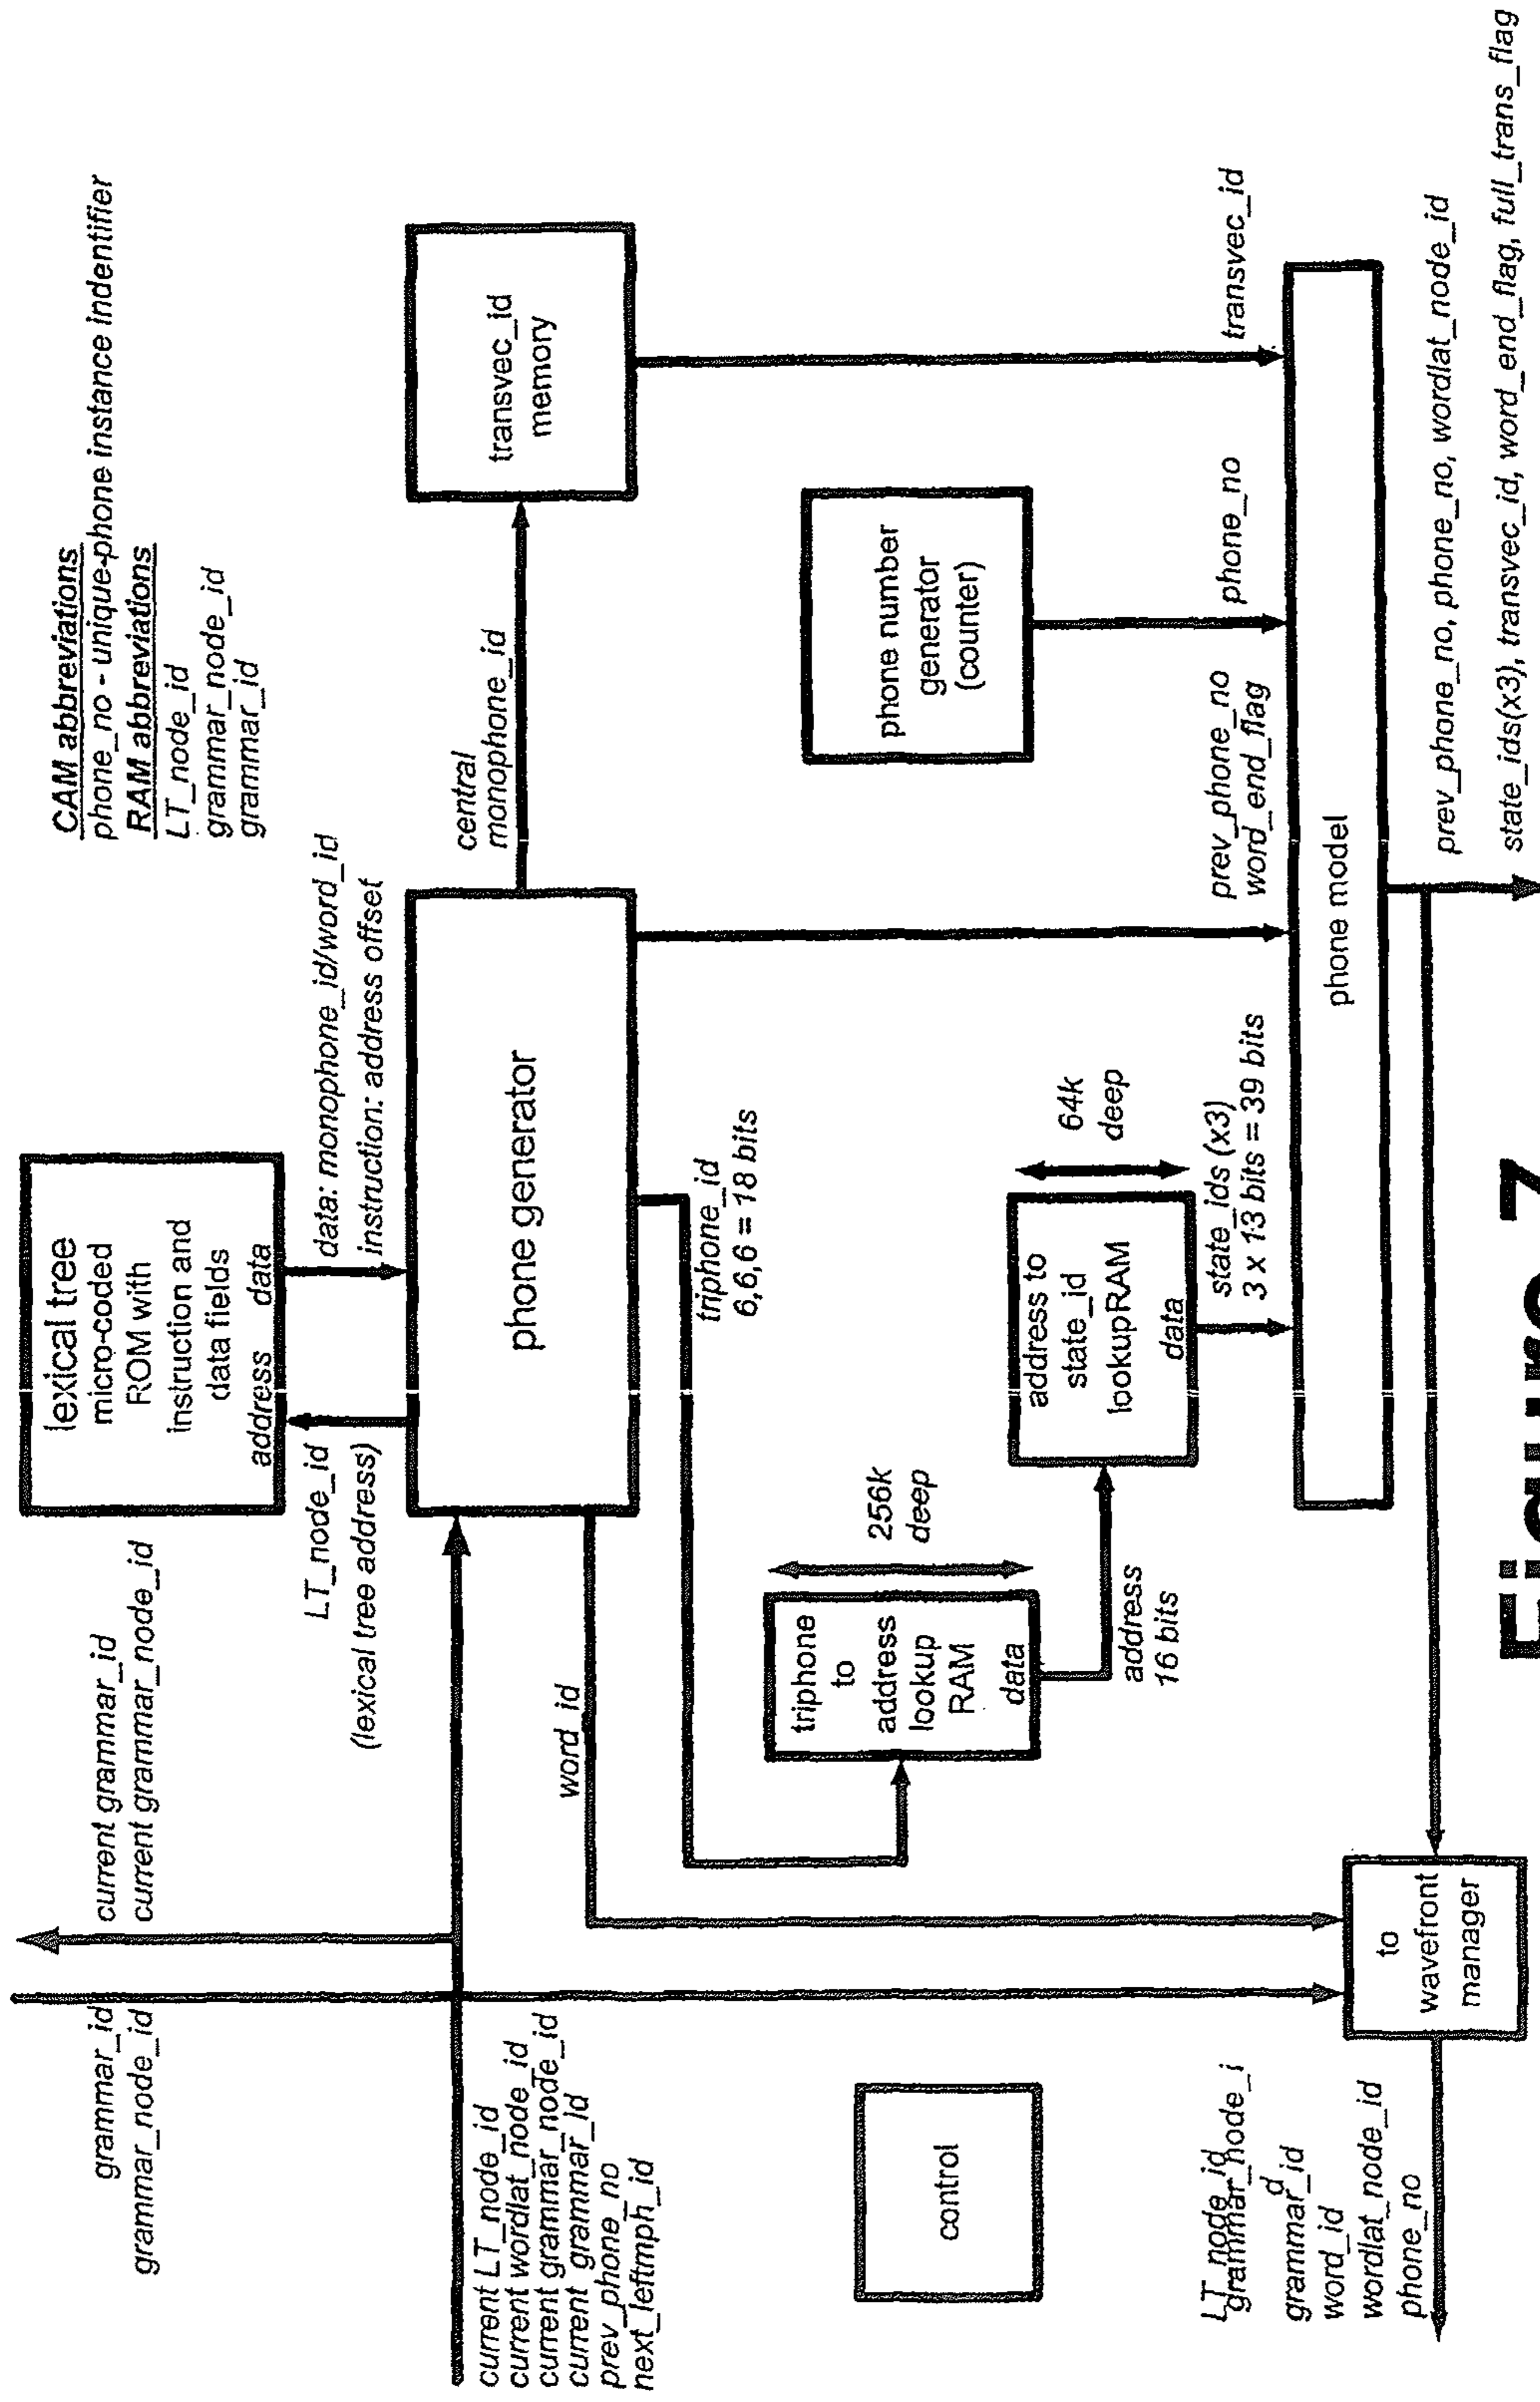 CAM abbreviations
phone_no - unique-phone instance indentifier
RAM abbreviations
LT_node_id
grammar_node_id
grammar_id
grammar_id
grammar_node_id
current grammar_id
current grammar_node_id
lexical tree
micro-coded
ROM with
instruction and
data fields
address data
LT_node_id
(lexical tree address)
data: monophone_id/word_id
instruction: address offset
current LT_node_id
current wordlat_node_id
current grammar_node_id
current grammar_id
prev_phone_no
next_leftmph_id
phone generator
central
monophone_id
transvec_id
memory
word_id
triphone_id
6,6,6 = 18 bits
triphone
to
address
lookup
RAM
data
256k
deep
address
16 bits
address to
state_id
lookupRAM
data
64k
deep
state_ids (x3)
3 x 13 bits = 39 bits
phone number
generator
(counter)
prev_phone_no
word_end_flag
phone_no
transvec_id
control
phone model
to
wavefront
manager
LT_node_id
grammar_node_i
d
grammar_id
word_id
wordlat_node_id
phone_no
prev_phone_no, phone_no, wordlat_node_id
state_ids(x3), transvec_id, word_end_flag, full_trans_flag
Figure 7